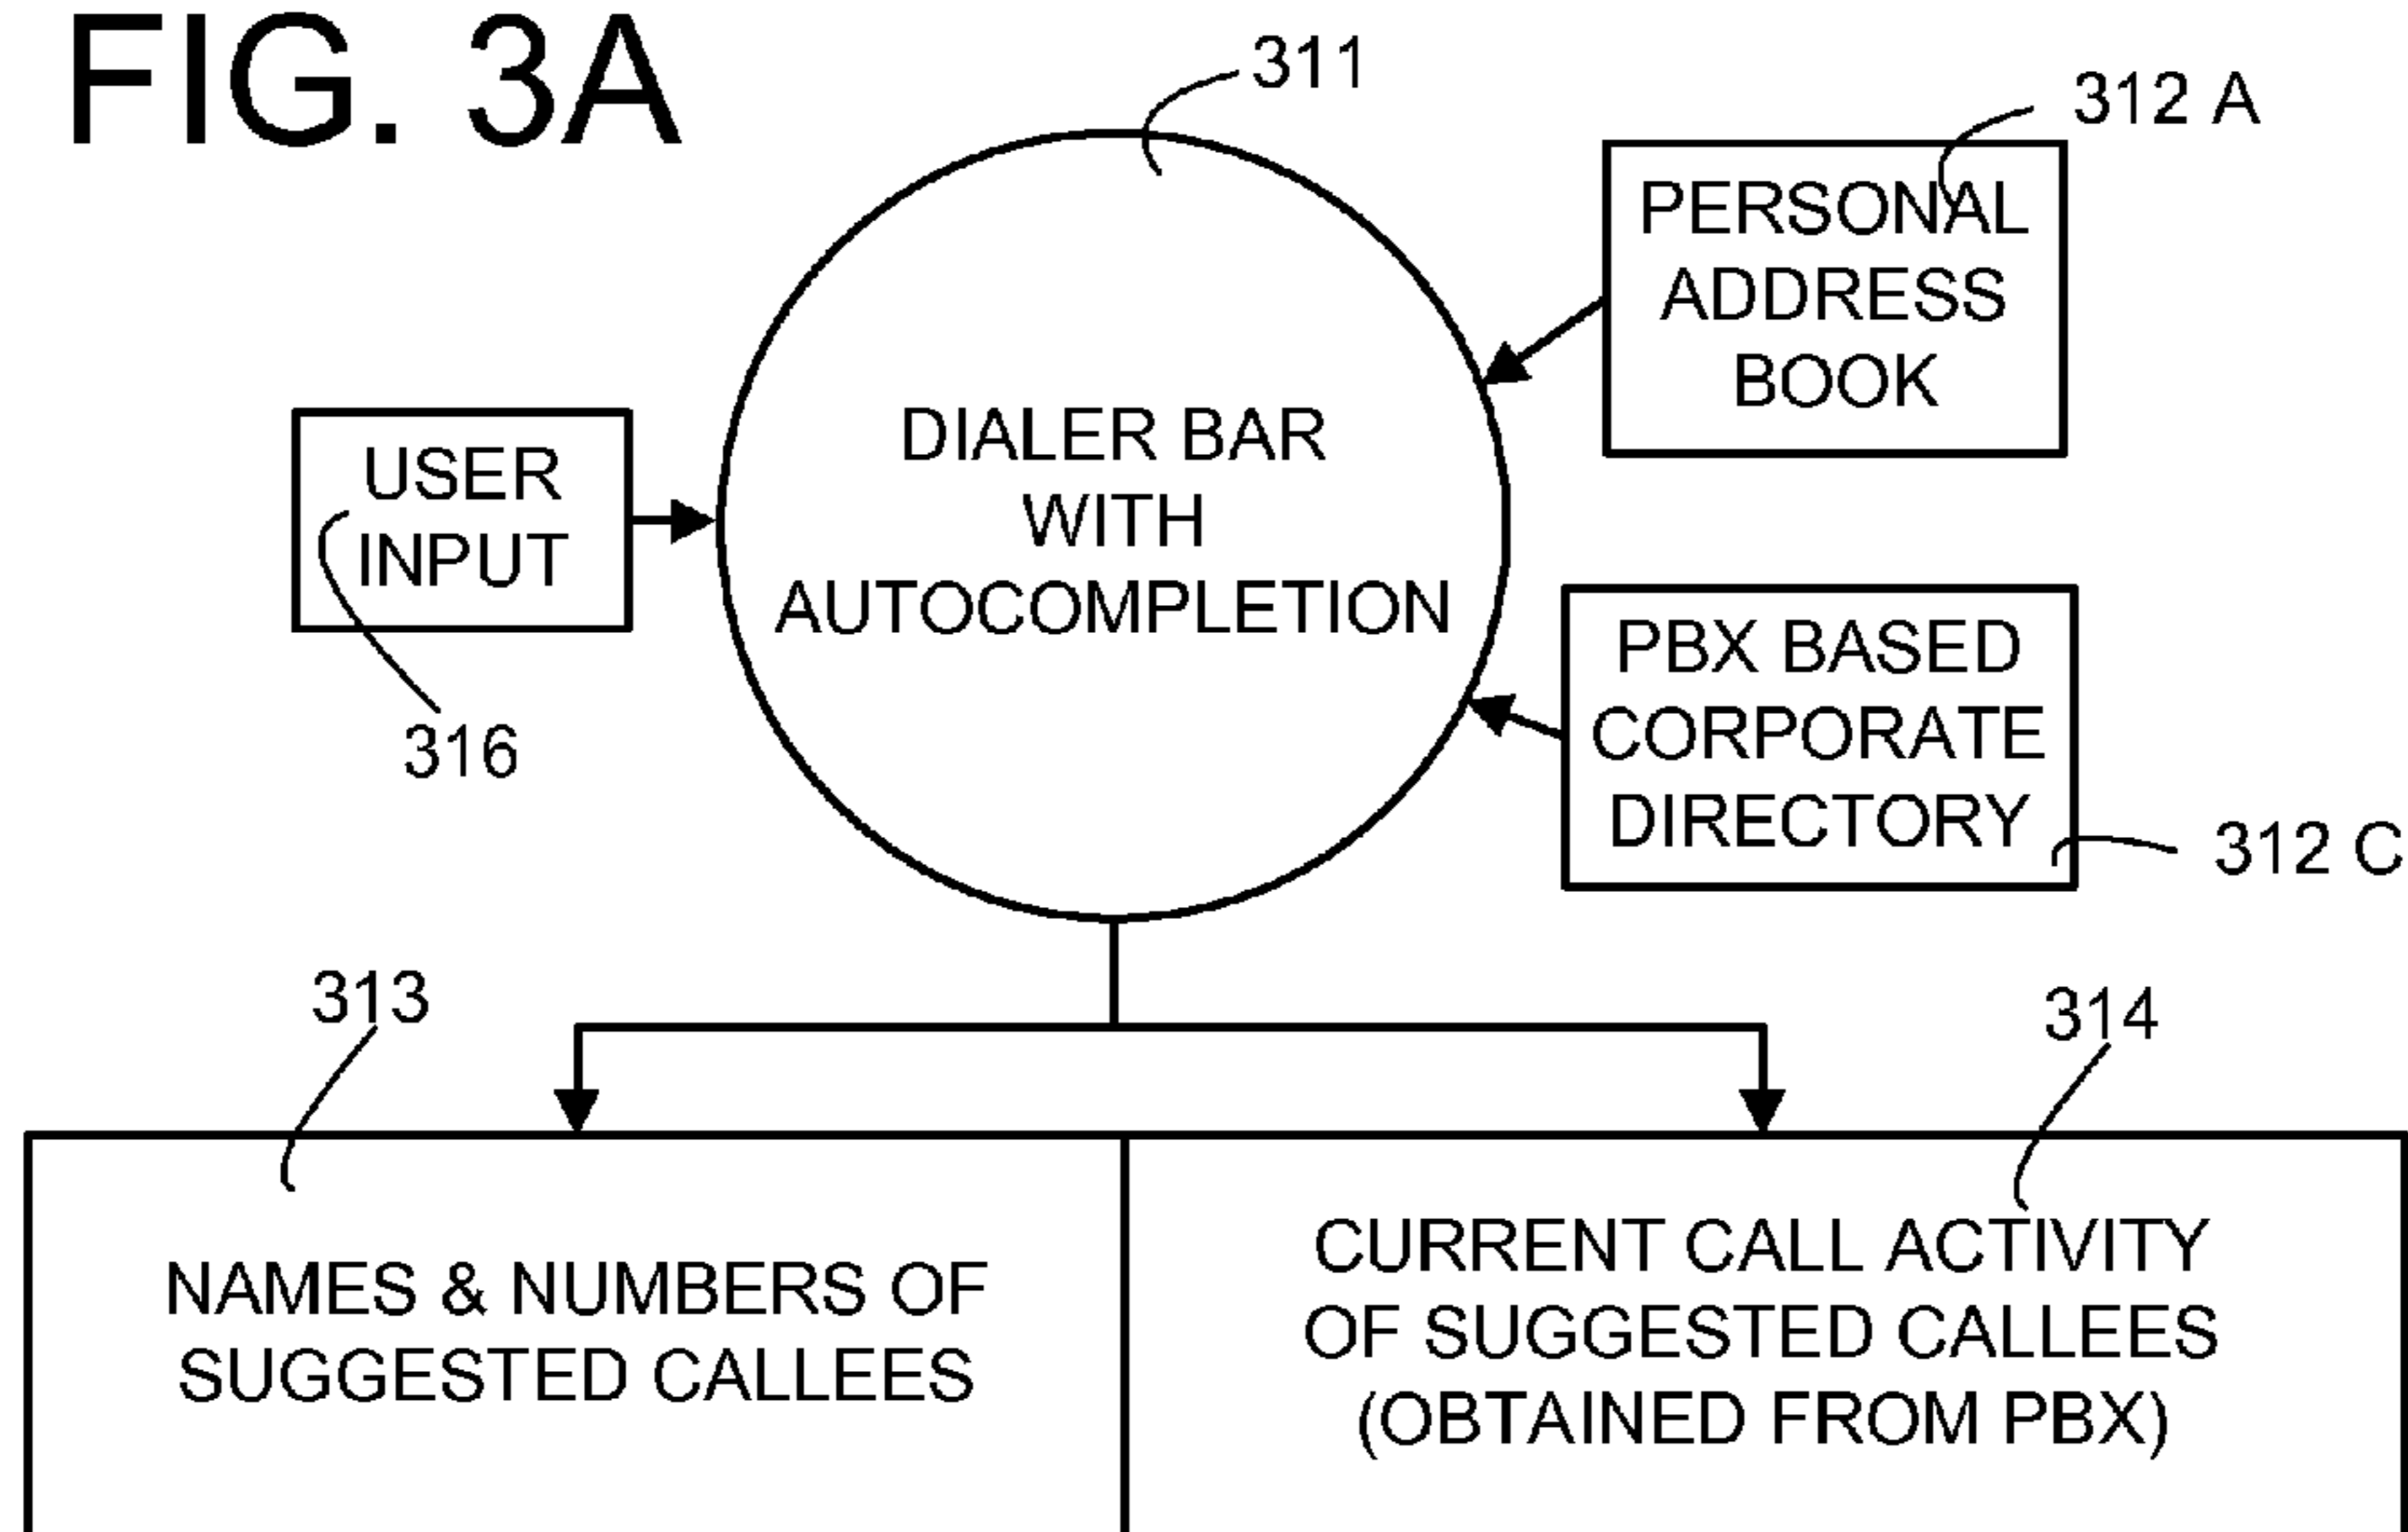 FIG. 3A
311
312 A
PERSONAL
ADDRESS
BOOK
USER
INPUT
316
DIALER BAR
WITH
AUTOCOMPLETION
PBX BASED
CORPORATE
DIRECTORY
312 C
313
314
NAMES & NUMBERS OF
SUGGESTED CALLEES
CURRENT CALL ACTIVITY
OF SUGGESTED CALLEES
(OBTAINED FROM PBX)